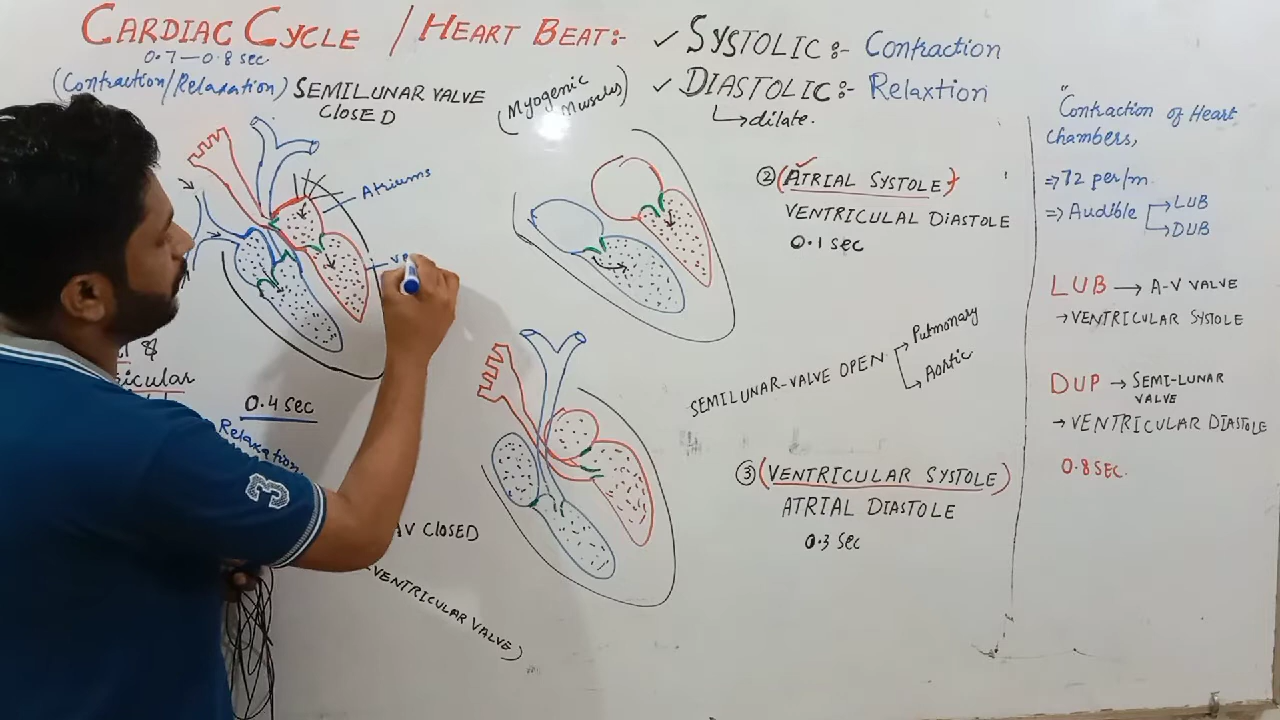 CARDIAC CYCLE / HEART BEAT:-
0.7—0.8 sec
(Contraction/Relaxation)
SEMILUNAR VALVE
CLOSED
(Myogenic
Muscles)
✓ SYSTOLIC:- Contraction
✓ DIASTOLIC:- Relaxtion
dilate.
Atriums
② (ATRIAL SYSTOLE)
VENTRICULAL DIASTOLE
0.1 sec
SEMILUNAR-VALVE OPEN
Pulmonary
Aortic
③ (VENTRICULAR SYSTOLE)
ATRIAL DIASTOLE
0.3 sec
&
icular
0.4 sec
Relaxation
3
AV CLOSED
-VENTRICULAR VALVE)
"Contraction of Heart
Chambers,
⇒ 72 per/m.
⇒ Audible
LUB
DUB
LUB → A-V VALVE
→ VENTRICULAR SYSTOLE
DUP → SEMI-LUNAR
VALVE
→ VENTRICULAR DIASTOLE
0.8 SEC.